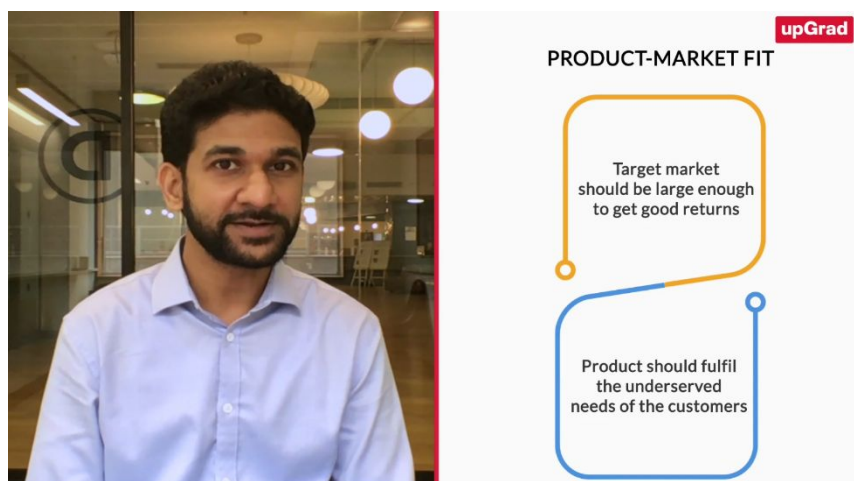 upGrad
PRODUCT-MARKET FIT
Target market
should be large enough
to get good returns
Product should fulfil
the underserved
needs of the customers